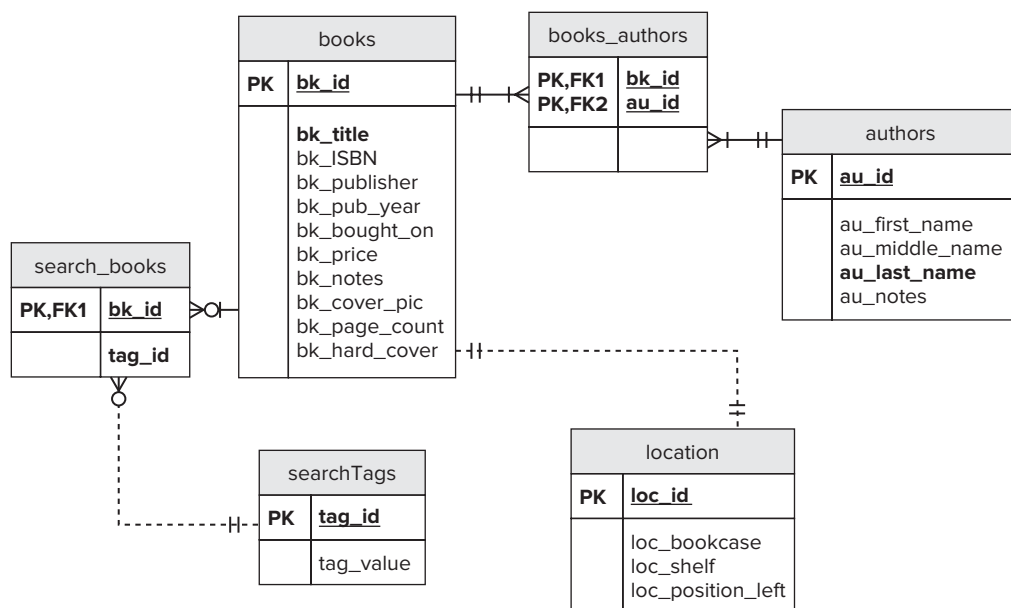 books
PK bk_id
bk_title
bk_ISBN
bk_publisher
bk_pub_year
bk_bought_on
bk_price
bk_notes
bk_cover_pic
bk_page_count
bk_hard_cover
books_authors
PK,FK1 bk_id
PK,FK2 au_id
authors
PK au_id
au_first_name
au_middle_name
au_last_name
au_notes
search_books
PK,FK1 bk_id
tag_id
searchTags
PK tag_id
tag_value
location
PK loc_id
loc_bookcase
loc_shelf
loc_position_left